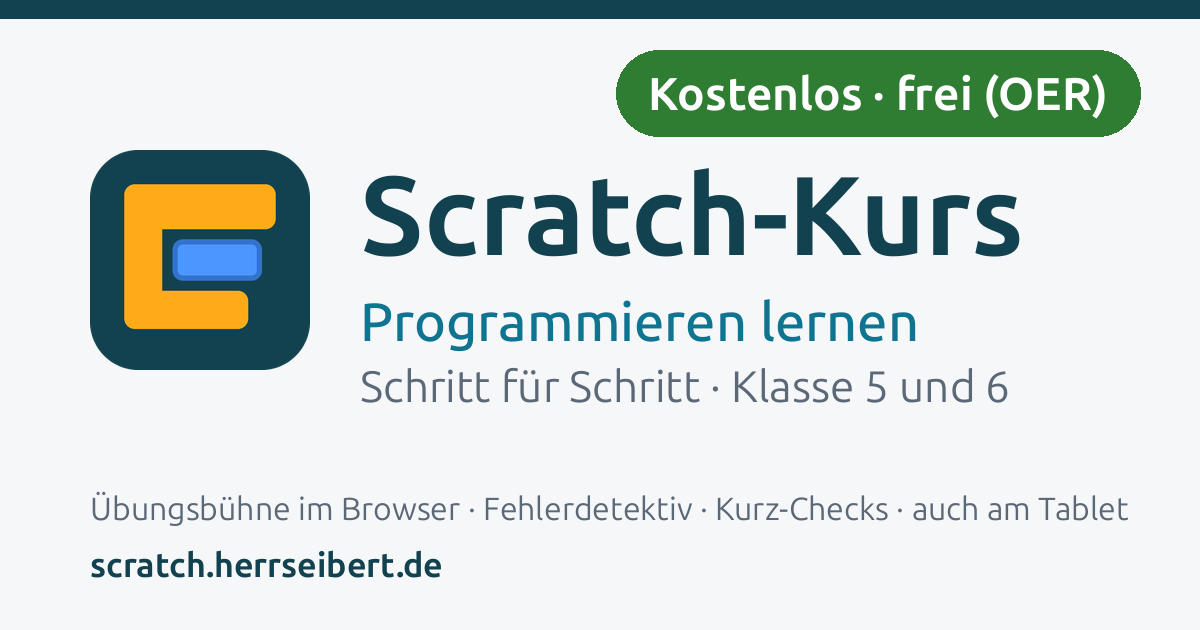 Kostenlos · frei (OER)
Scratch-Kurs
Programmieren lernen
Schritt für Schritt · Klasse 5 und 6
Übungsbühne im Browser · Fehlerdetektiv · Kurz-Checks · auch am Tablet
scratch.herrseibert.de